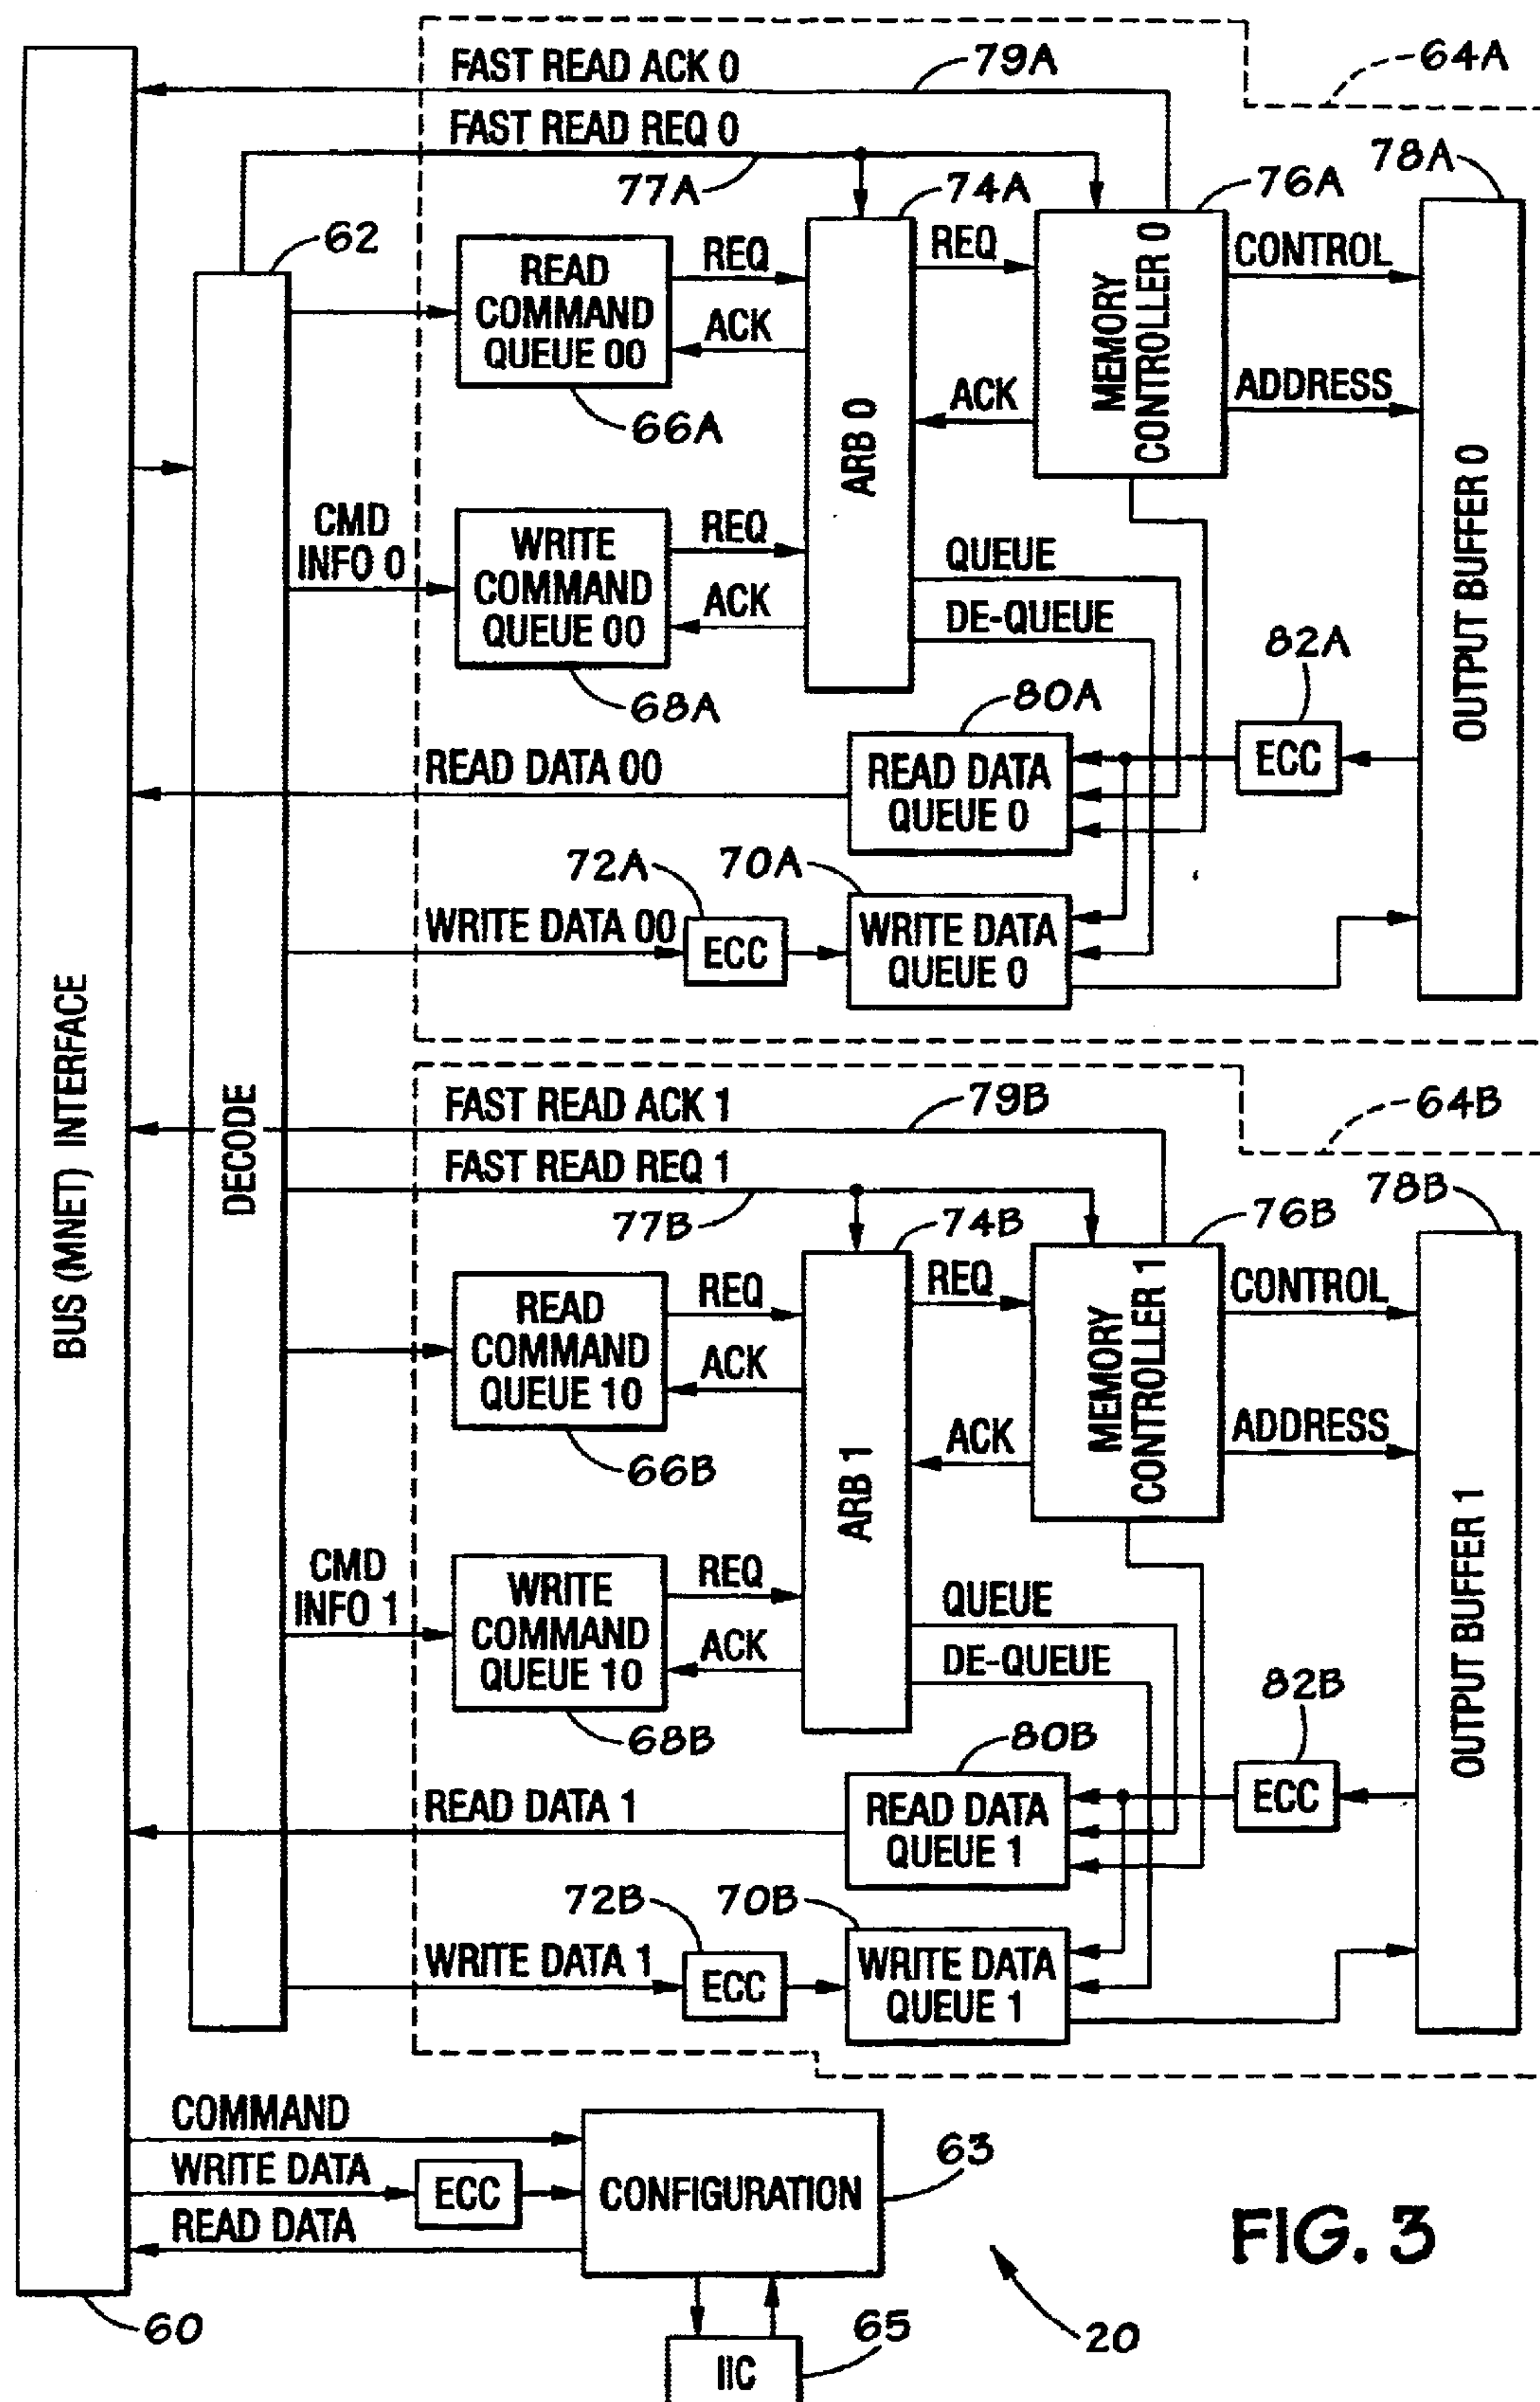 FAST READ ACK 0
79A
64A
FAST READ REQ 0
77A
74A
76A
78A
62
READ
COMMAND
QUEUE 00
REQ
ACK
66A
ARB 0
REQ
ACK
MEMORY
CONTROLLER 0
CONTROL
ADDRESS
OUTPUT BUFFER 0
CMD
INFO 0
WRITE
COMMAND
QUEUE 00
REQ
ACK
68A
QUEUE
DE-QUEUE
82A
80A
READ DATA 00
READ DATA
QUEUE 0
ECC
72A
70A
WRITE DATA 00
ECC
WRITE DATA
QUEUE 0
BUS (MNET) INTERFACE
DECODE
FAST READ ACK 1
79B
64B
FAST READ REQ 1
77B
74B
76B
78B
READ
COMMAND
QUEUE 10
REQ
ACK
66B
ARB 1
REQ
ACK
MEMORY
CONTROLLER 1
CONTROL
ADDRESS
OUTPUT BUFFER 1
CMD
INFO 1
WRITE
COMMAND
QUEUE 10
REQ
ACK
68B
QUEUE
DE-QUEUE
82B
80B
READ DATA 1
READ DATA
QUEUE 1
ECC
72B
70B
WRITE DATA 1
ECC
WRITE DATA
QUEUE 1
COMMAND
WRITE DATA
ECC
READ DATA
CONFIGURATION
63
60
IIC
65
20
FIG. 3